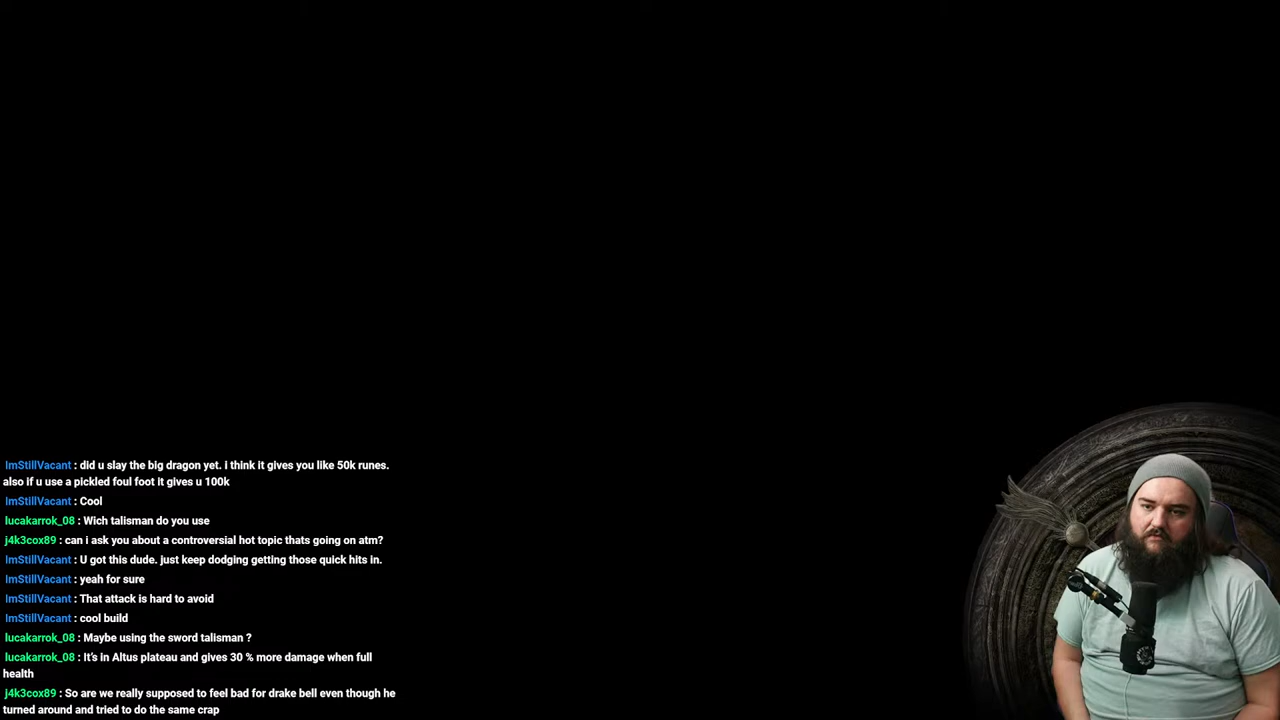 ImStillVacant : did u slay the big dragon yet. i think it gives you like 50k runes.
also if u use a pickled foul foot it gives u 100k
ImStillVacant : Cool
lucakarrok_08 : Wich talisman do you use
j4k3cox89 : can i ask you about a controversial hot topic thats going on atm?
ImStillVacant : U got this dude. just keep dodging getting those quick hits in.
ImStillVacant : yeah for sure
ImStillVacant : That attack is hard to avoid
ImStillVacant : cool build
lucakarrok_08 : Maybe using the sword talisman ?
lucakarrok_08 : It's in Altus plateau and gives 30 % more damage when full
health
j4k3cox89 : So are we really supposed to feel bad for drake bell even though he
turned around and tried to do the same crap